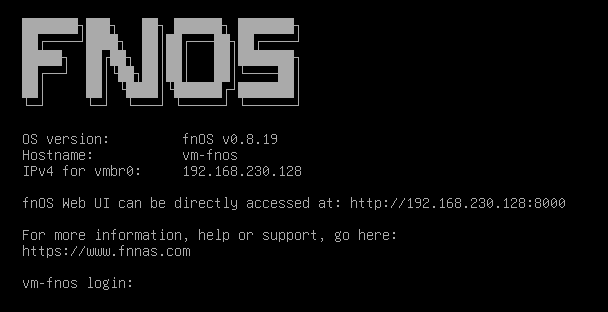 FNOS
OS version: fnOS v0.8.19
Hostname: vm-fnos
IPv4 for vmbr0: 192.168.230.128
fnOS Web UI can be directly accessed at: http://192.168.230.128:8000
For more information, help or support, go here:
https://www.fnnas.com
vm-fnos login: